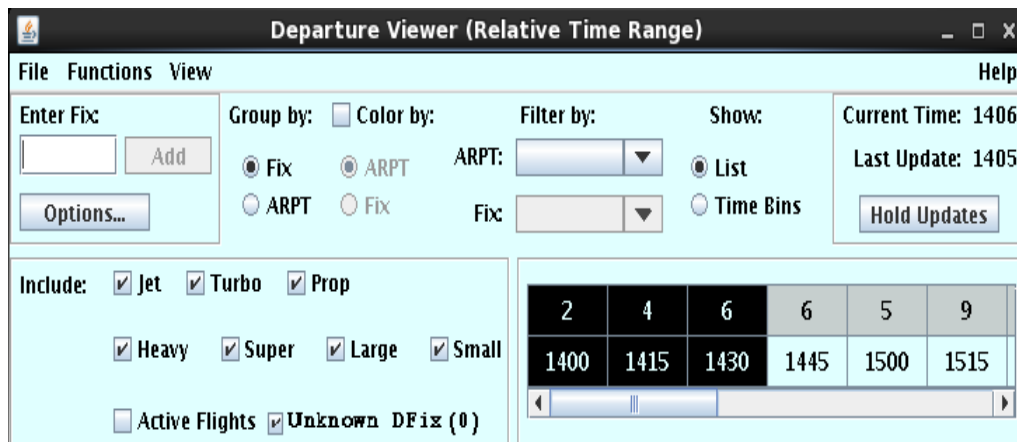 Departure Viewer (Relative Time Range)
File Functions View Help
Enter Fix:
Add
Options...
Group by: Color by:
Fix ARPT
ARPT Fix
Filter by:
ARPT:
Fix:
Show:
List
Time Bins
Current Time: 1406
Last Update: 1405
Hold Updates
Include: Jet Turbo Prop
Heavy Super Large Small
Active Flights Unknown DFix (0)
2 4 6 6 5 9
1400 1415 1430 1445 1500 1515